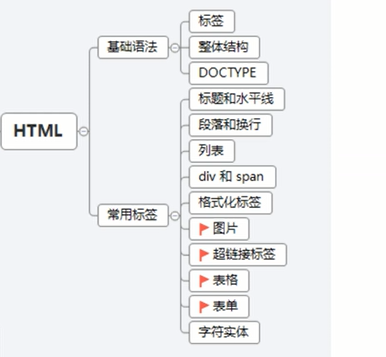 HTML
基础语法
标签
整体结构
DOCTYPE
常用标签
标题和水平线
段落和换行
列表
div 和 span
格式化标签
图片
超链接标签
表格
表单
字符实体